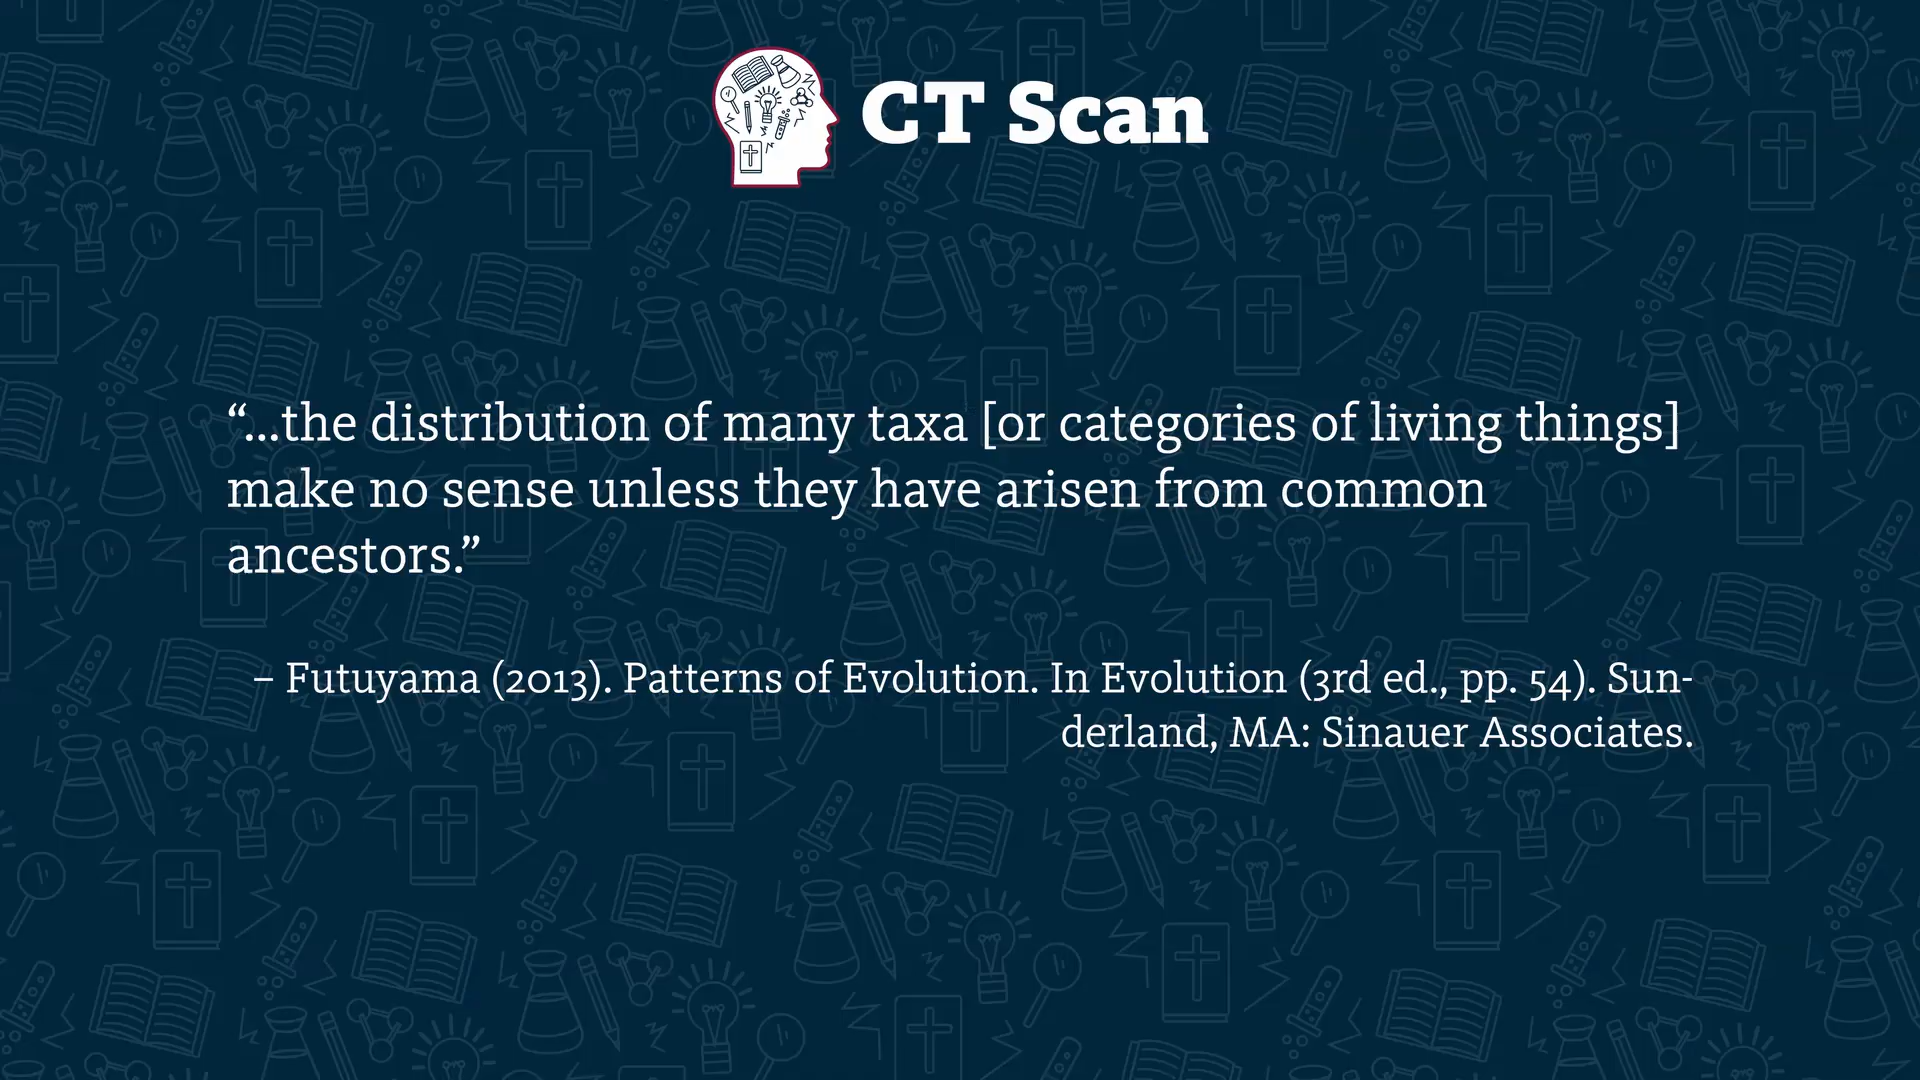 CT Scan
“...the distribution of many taxa [or categories of living things]
make no sense unless they have arisen from common
ancestors.”
– Futuyama (2013). Patterns of Evolution. In Evolution (3rd ed., pp. 54). Sun-
derland, MA: Sinauer Associates.